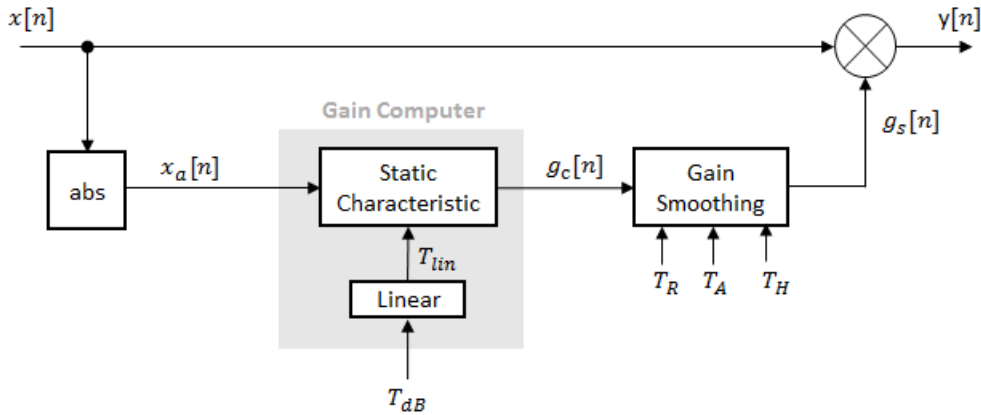 x[n]
y[n]
Gain Computer
g_s[n]
abs
x_a[n]
Static
Characteristic
g_c[n]
Gain
Smoothing
T_lin
Linear
T_R T_A T_H
T_dB